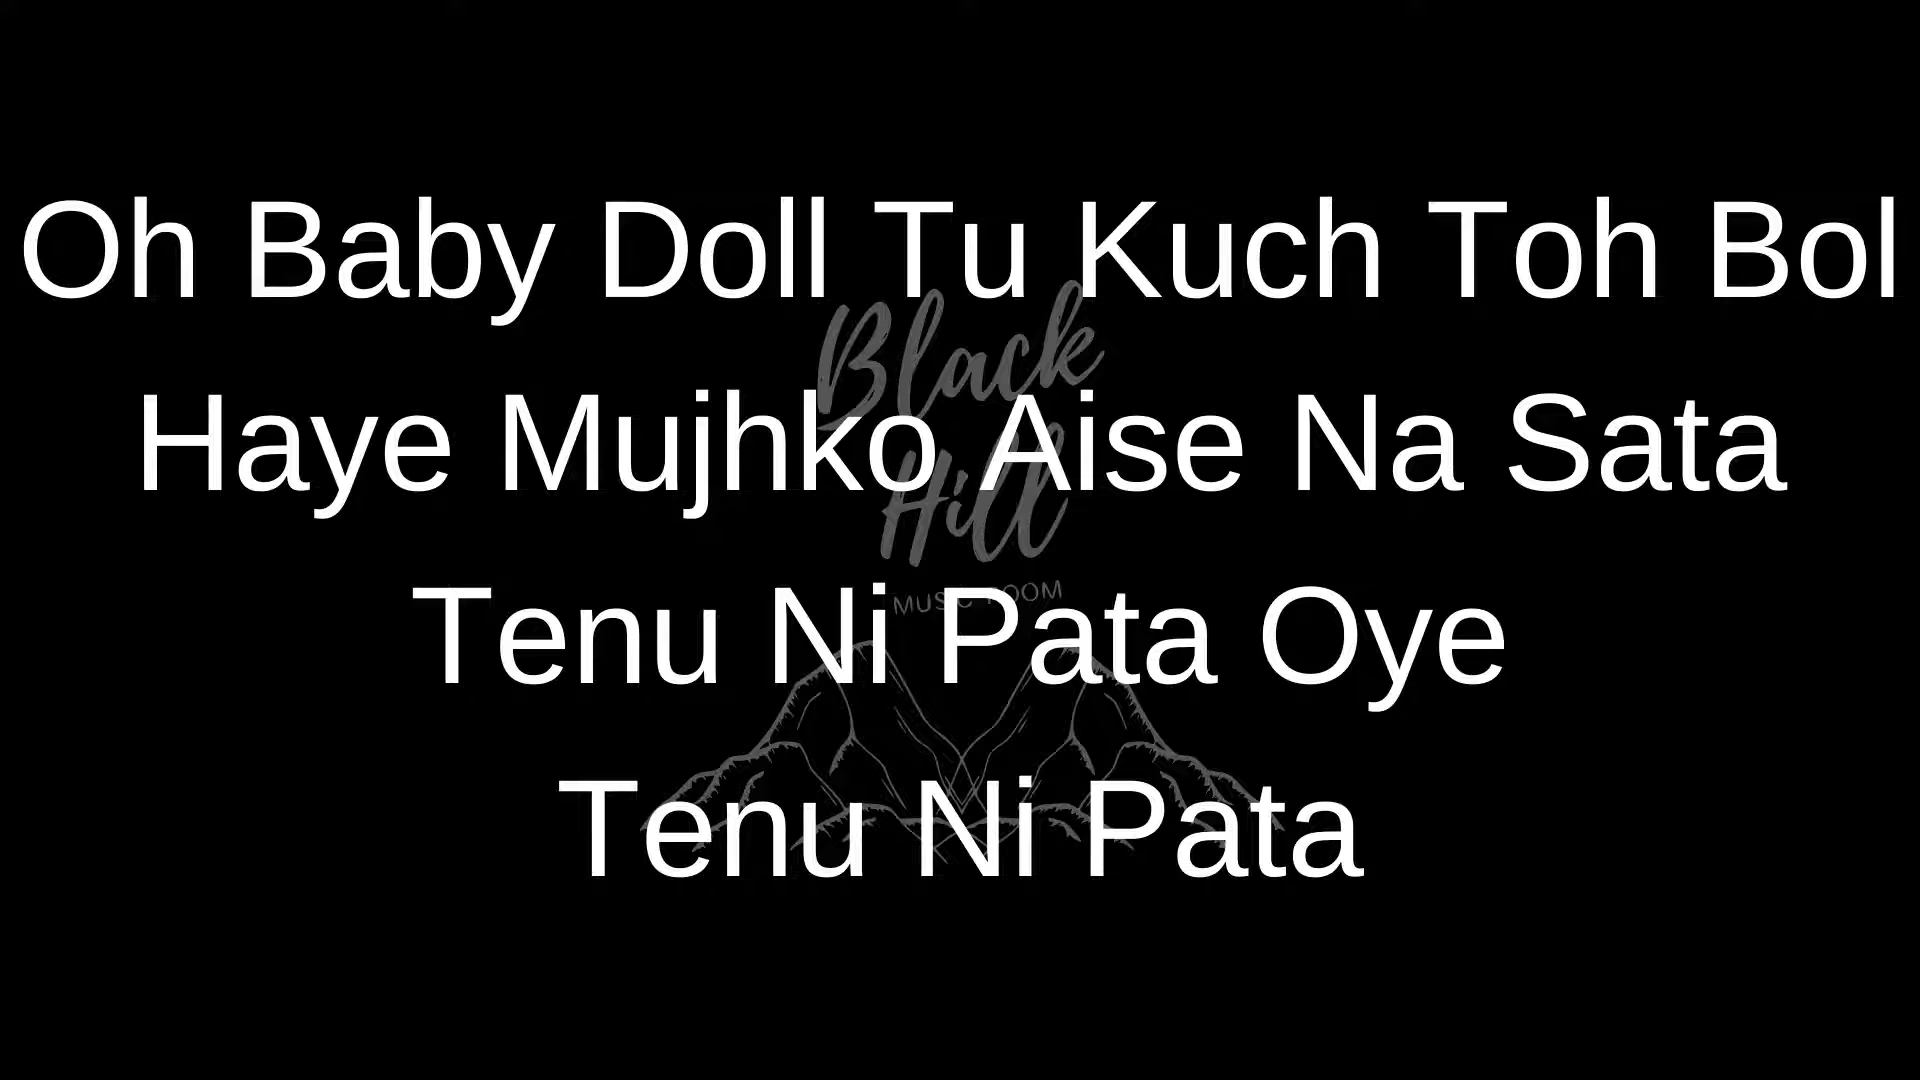 Oh Baby Doll Tu Kuch Toh Bol
Black
Haye Mujhko Aise Na Sata
Hill
MUSIC ROOM
Tenu Ni Pata Oye
Tenu Ni Pata